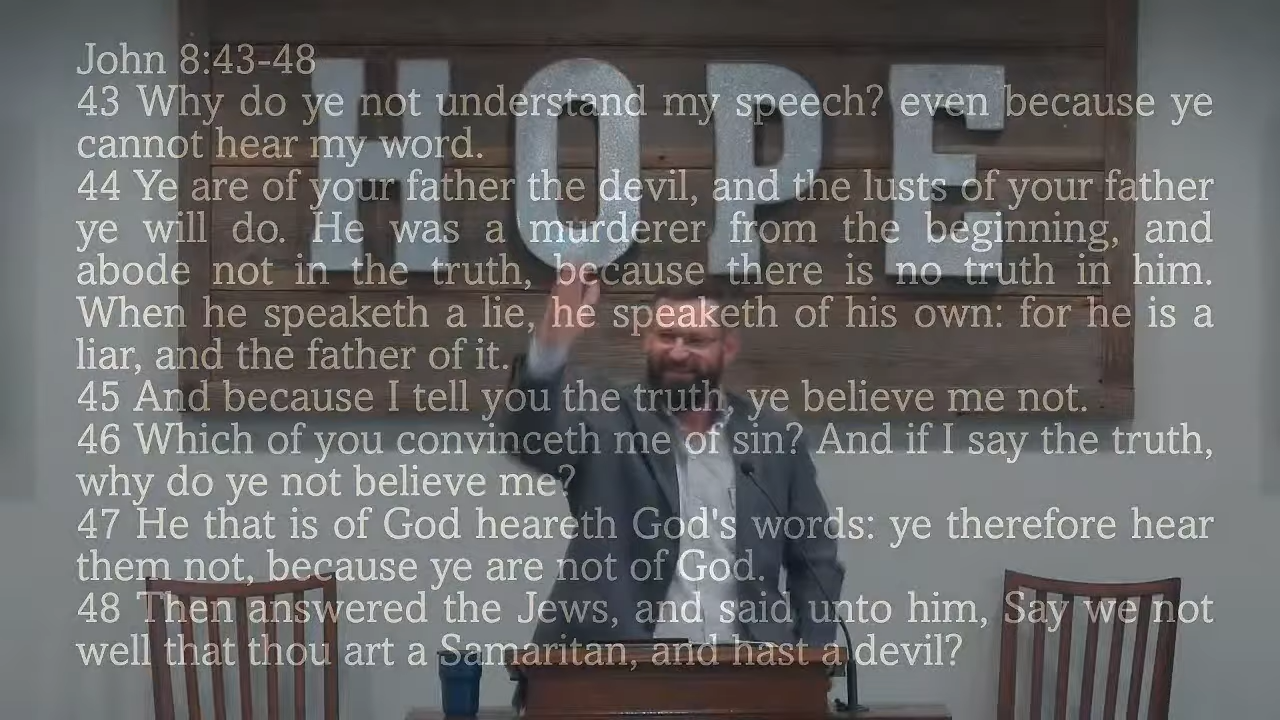 HOPE
John 8:43-48
43 Why do ye not understand my speech? even because ye
cannot hear my word.
44 Ye are of your father the devil, and the lusts of your father
ye will do. He was a murderer from the beginning, and
abode not in the truth, because there is no truth in him.
When he speaketh a lie, he speaketh of his own: for he is a
liar, and the father of it.
45 And because I tell you the truth, ye believe me not.
46 Which of you convinceth me of sin? And if I say the truth,
why do ye not believe me?
47 He that is of God heareth God's words: ye therefore hear
them not, because ye are not of God.
48 Then answered the Jews, and said unto him, Say we not
well that thou art a Samaritan, and hast a devil?